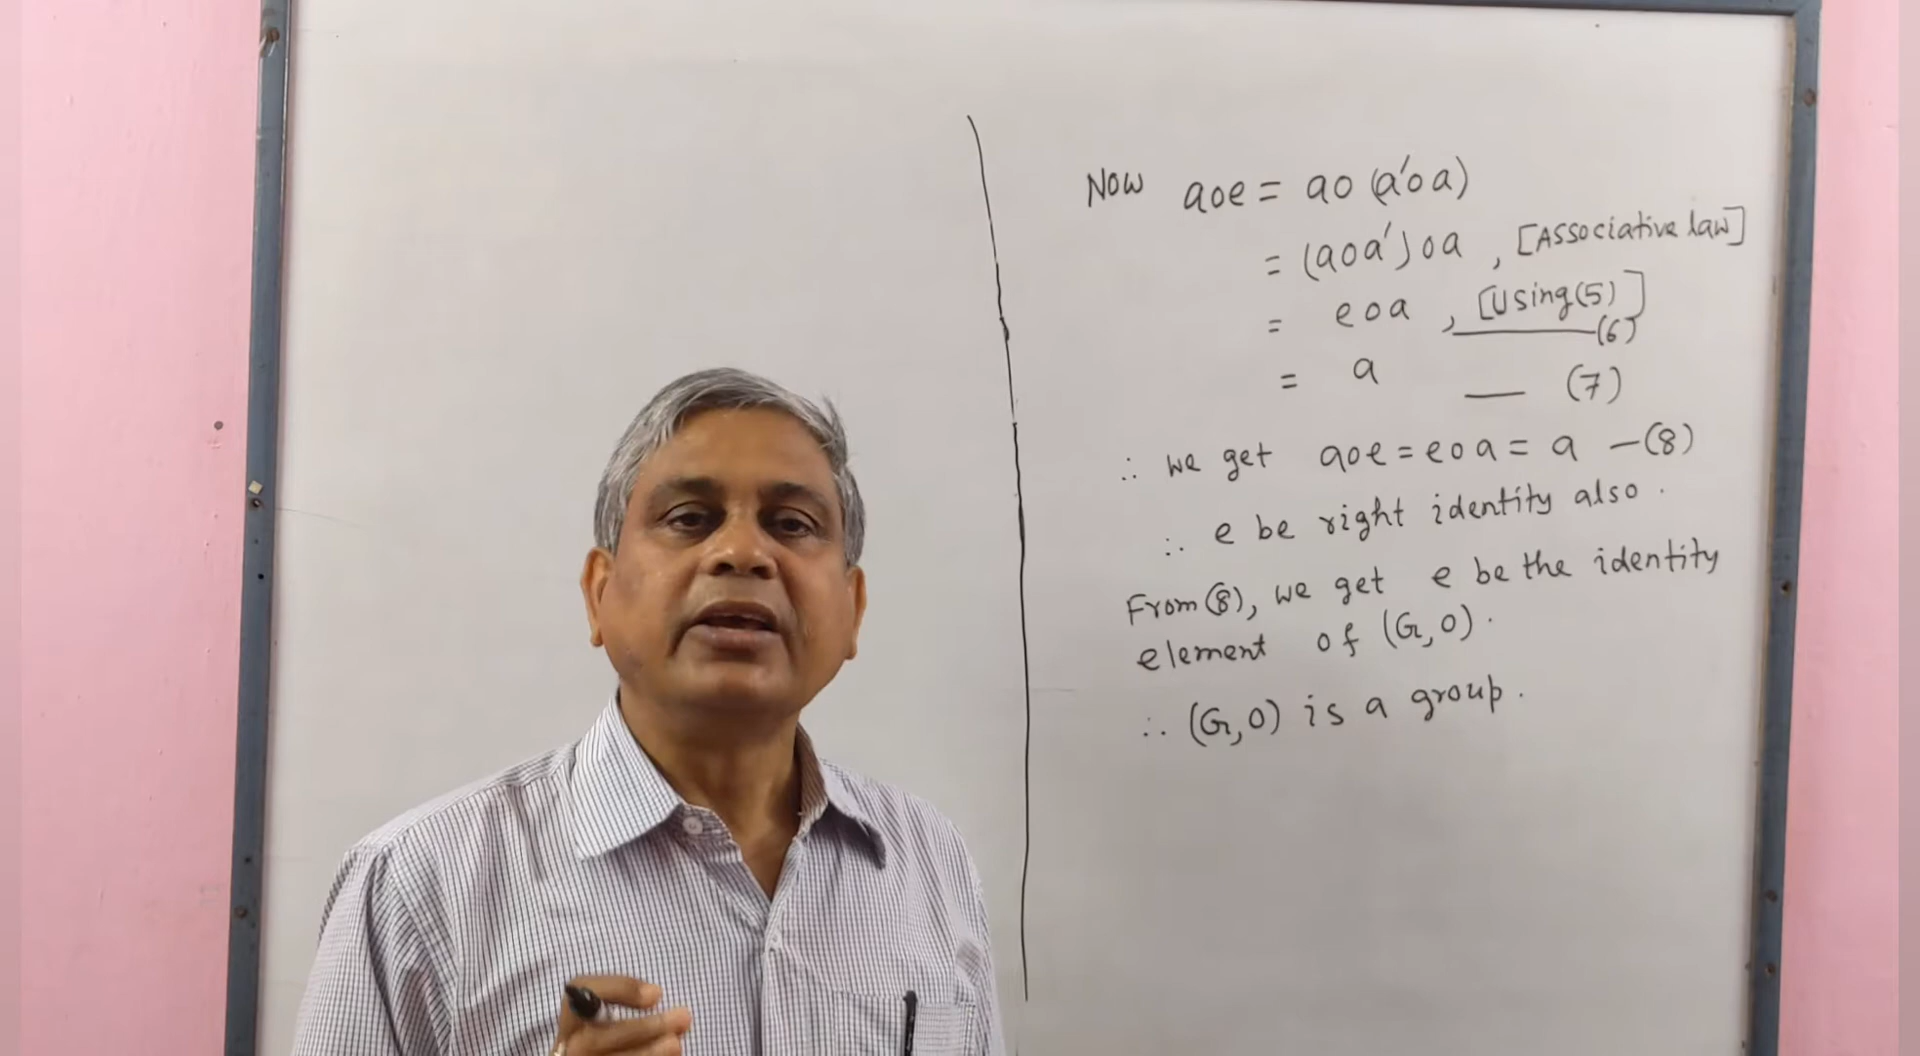 Now aoe = ao (a'oa)
= (aoa')oa , [Associative law]
= eoa , [Using(5)]
—(6)
= a — (7)
∴ we get aoe = eoa = a —(8)
∴ e be right identity also .
From (8), we get e be the identity
element of (G,o) .
∴ (G,o) is a group .